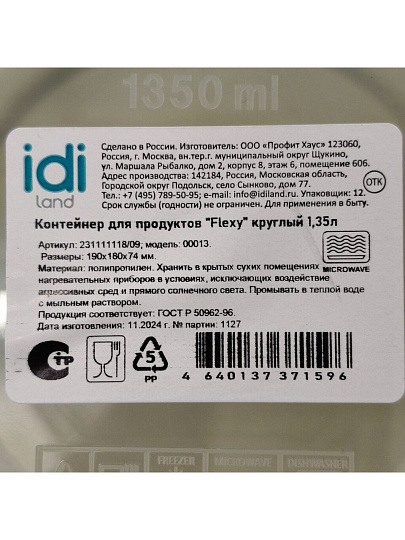 1350 ml
idi
land
Сделано в России. Изготовитель: ООО «Профит Хаус» 123060,
Россия, г. Москва, вн.тер.г. муниципальный округ Щукино,
ул. Маршала Рыбалко, дом 2, корпус 8, этаж 6, помещение 606.
Адрес производства: 142184, Россия, Московская область,
Городской округ Подольск, село Сынково, дом 77.
Тел.: +7 (495) 789-50-95; e-mail: info@idiland.ru Упаковщик: 12.
Срок службы (годности) не ограничен. Для применения в быту.
ОТК
Контейнер для продуктов "Flexy" круглый 1,35л
Артикул: 231111118/09; модель: 00013.
Размеры: 190х180х74 мм.
Материал: полипропилен. Хранить в крытых сухих помещениях
нагревательных приборов в условиях, исключающих воздействие
агрессивных сред и прямого солнечного света. Промывать в теплой воде
с мыльным раствором.
MICROWAVE
Продукция соответствует: ГОСТ Р 50962-96.
Дата изготовления: 11.2024 г. № партии: 1127
5
PP
4 640137 371596
FREEZER
MICROWAVE
DISHWASHER